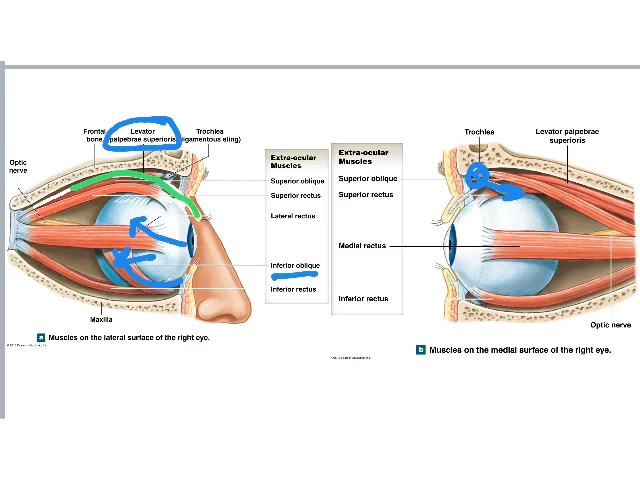 Frontal
bone
Levator
palpebrae superioris
Trochlea
(ligamentous sling)
Optic
nerve
Extra-ocular
Muscles
Superior oblique
Superior rectus
Lateral rectus
Inferior oblique
Inferior rectus
Maxilla
a Muscles on the lateral surface of the right eye.
Extra-ocular
Muscles
Superior oblique
Superior rectus
Medial rectus
Inferior rectus
Trochlea
Levator palpebrae
superioris
Optic nerve
b Muscles on the medial surface of the right eye.